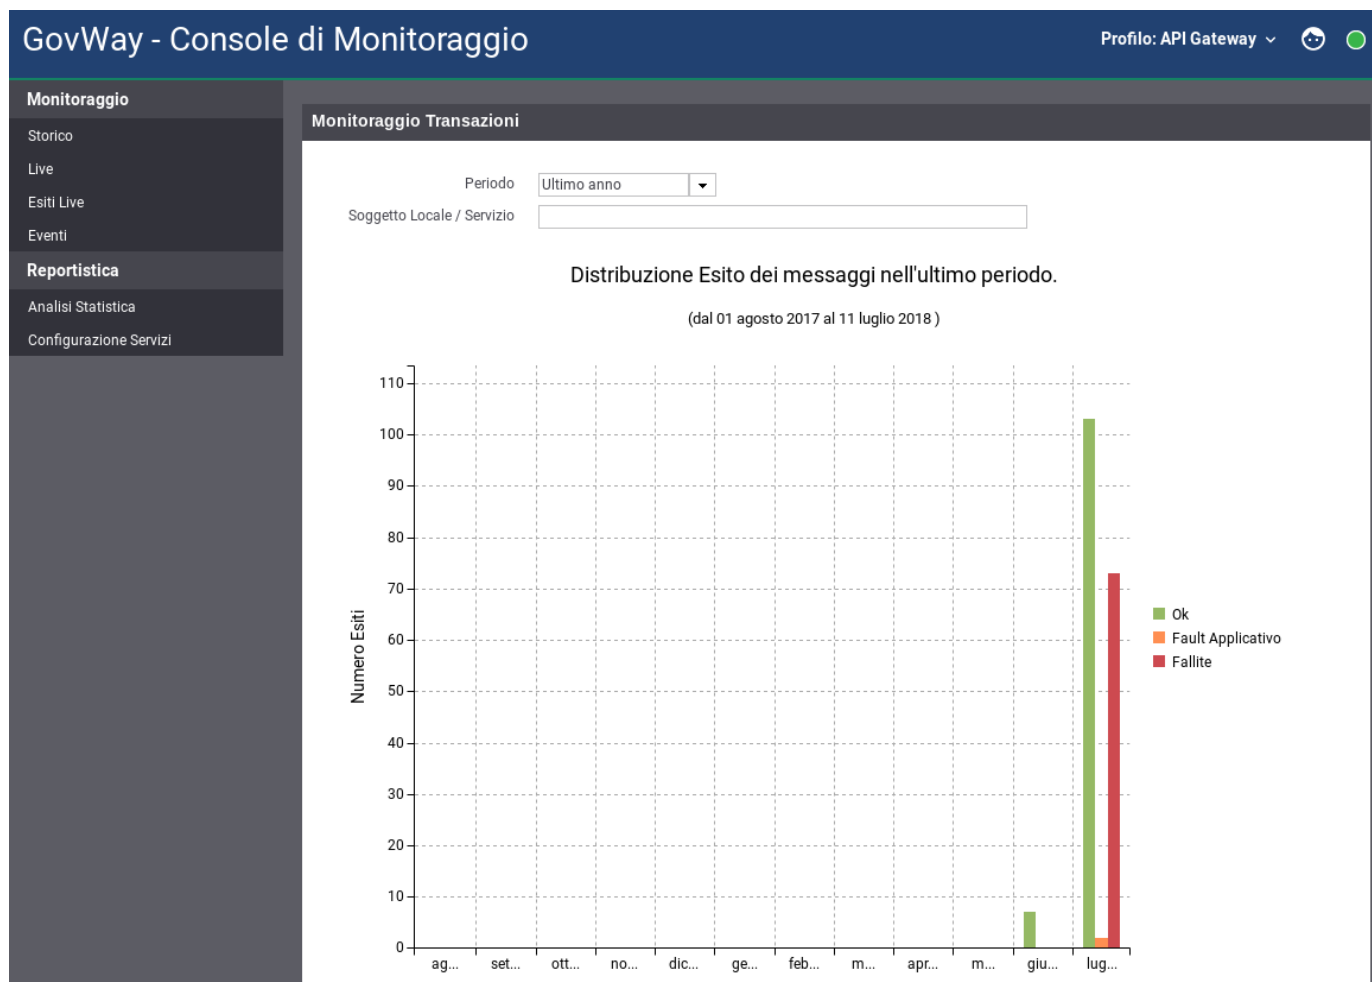 GovWay - Console di Monitoraggio
Profilo: API Gateway
Monitoraggio
Storico
Live
Esiti Live
Eventi
Reportistica
Analisi Statistica
Configurazione Servizi
Monitoraggio Transazioni
Periodo
Ultimo anno
Soggetto Locale / Servizio
Distribuzione Esito dei messaggi nell'ultimo periodo.
(dal 01 agosto 2017 al 11 luglio 2018 )
Numero Esiti
110
100
90
80
70
60
50
40
30
20
10
0
ag... set... ott... no... dic... ge... feb... m... apr... m... giu... lug...
Ok
Fault Applicativo
Fallite